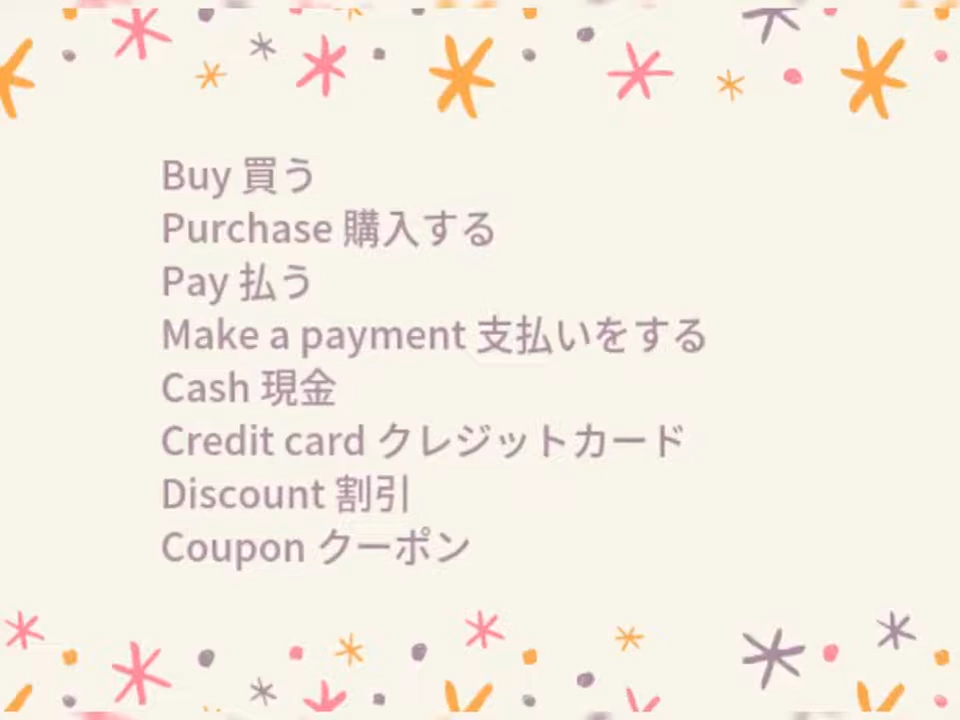 Buy 買う
Purchase 購入する
Pay 払う
Make a payment 支払いをする
Cash 現金
Credit card クレジットカード
Discount 割引
Coupon クーポン